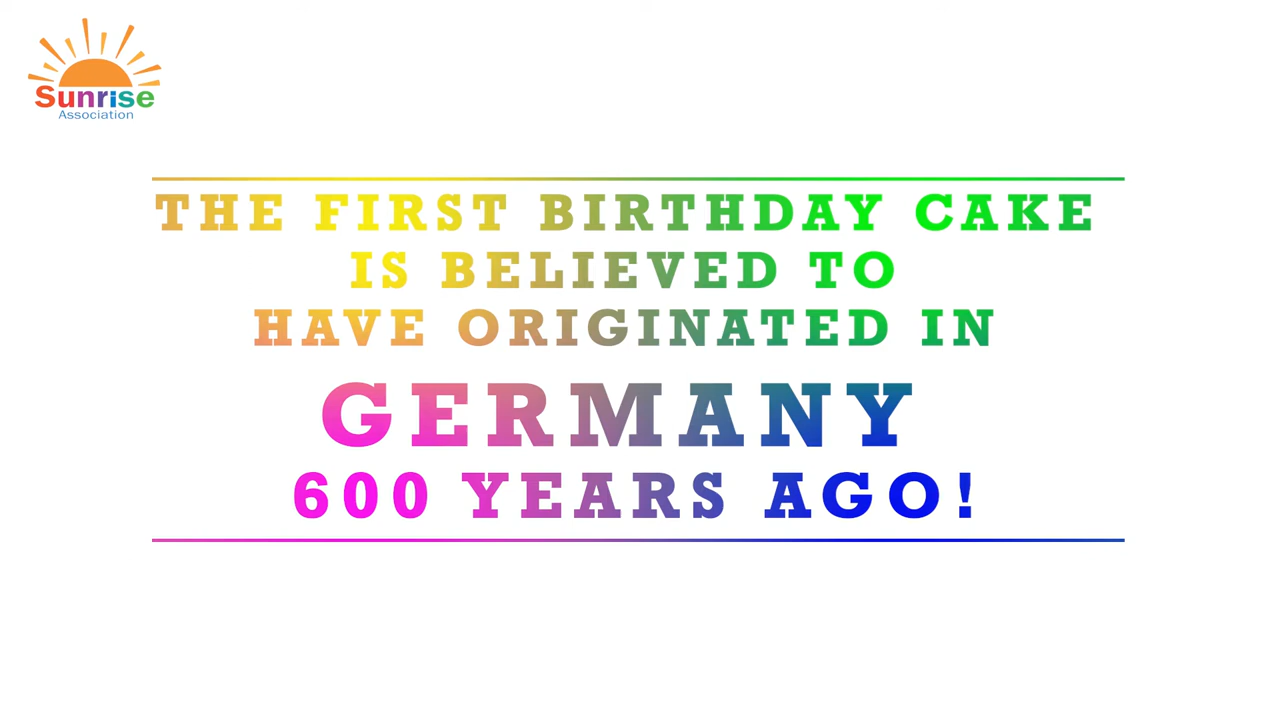 Sunrise
Association
THE FIRST BIRTHDAY CAKE
IS BELIEVED TO
HAVE ORIGINATED IN
GERMANY
600 YEARS AGO!